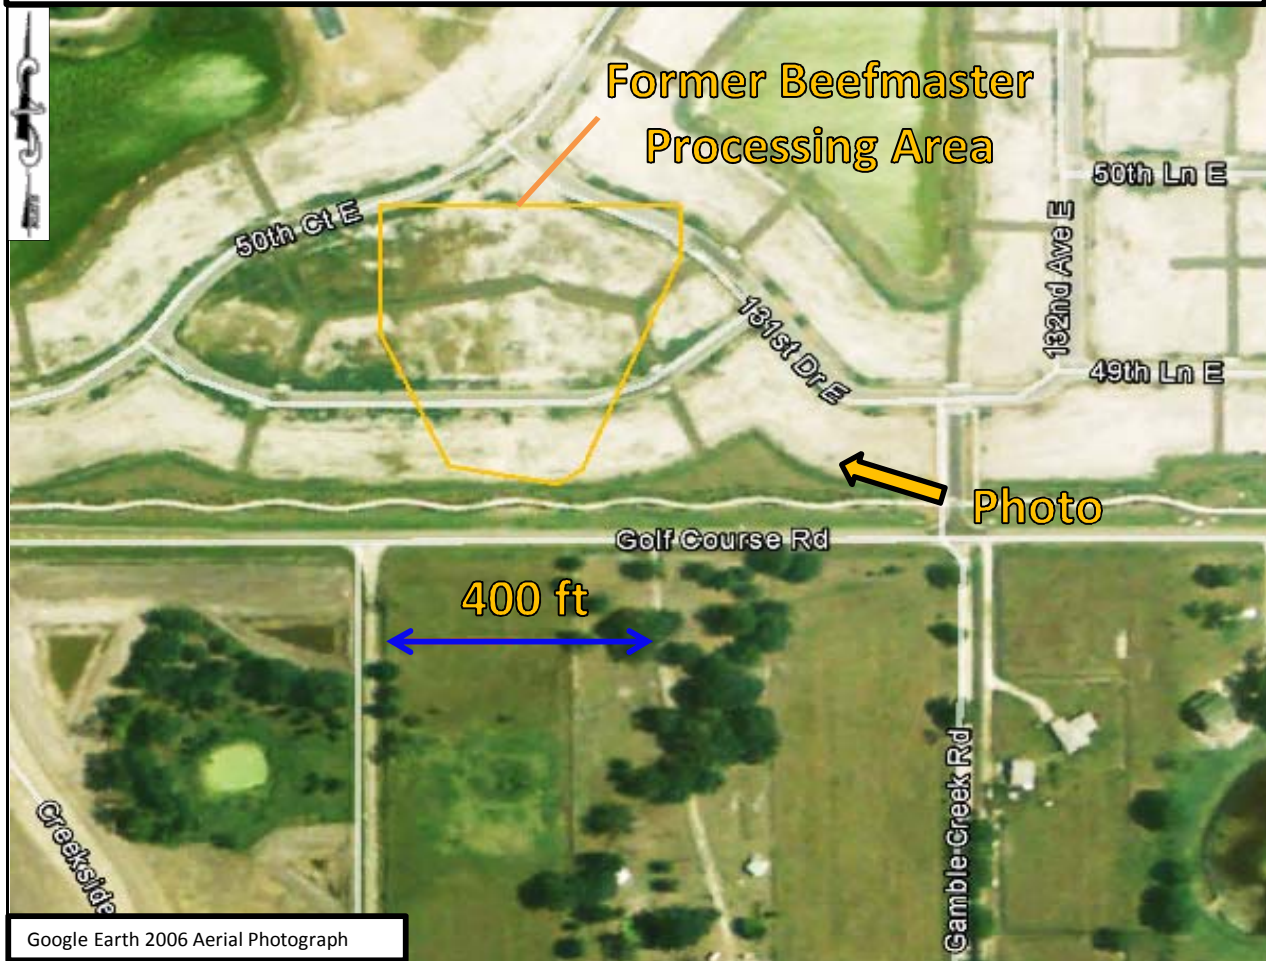 Former Beefmaster
Processing Area
50th Ln E
50th Ct E
132nd Ave E
131st Dr E
49th Ln E
Photo
Golf Course Rd
400 ft
Gamble Creek Rd
Creekside
Google Earth 2006 Aerial Photograph